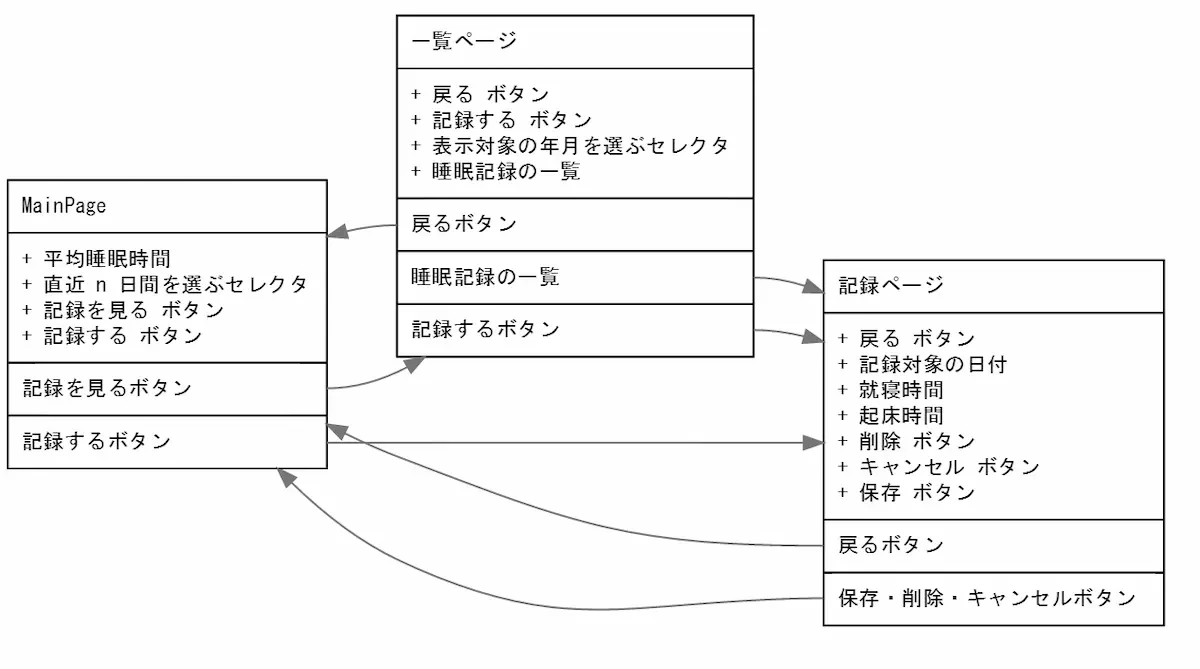 一覧ページ
+ 戻る ボタン
+ 記録する ボタン
+ 表示対象の年月を選ぶセレクタ
+ 睡眠記録の一覧
戻るボタン
睡眠記録の一覧
記録するボタン
MainPage
+ 平均睡眠時間
+ 直近 n 日間を選ぶセレクタ
+ 記録を見る ボタン
+ 記録する ボタン
記録を見るボタン
記録するボタン
記録ページ
+ 戻る ボタン
+ 記録対象の日付
+ 就寝時間
+ 起床時間
+ 削除 ボタン
+ キャンセル ボタン
+ 保存 ボタン
戻るボタン
保存・削除・キャンセルボタン